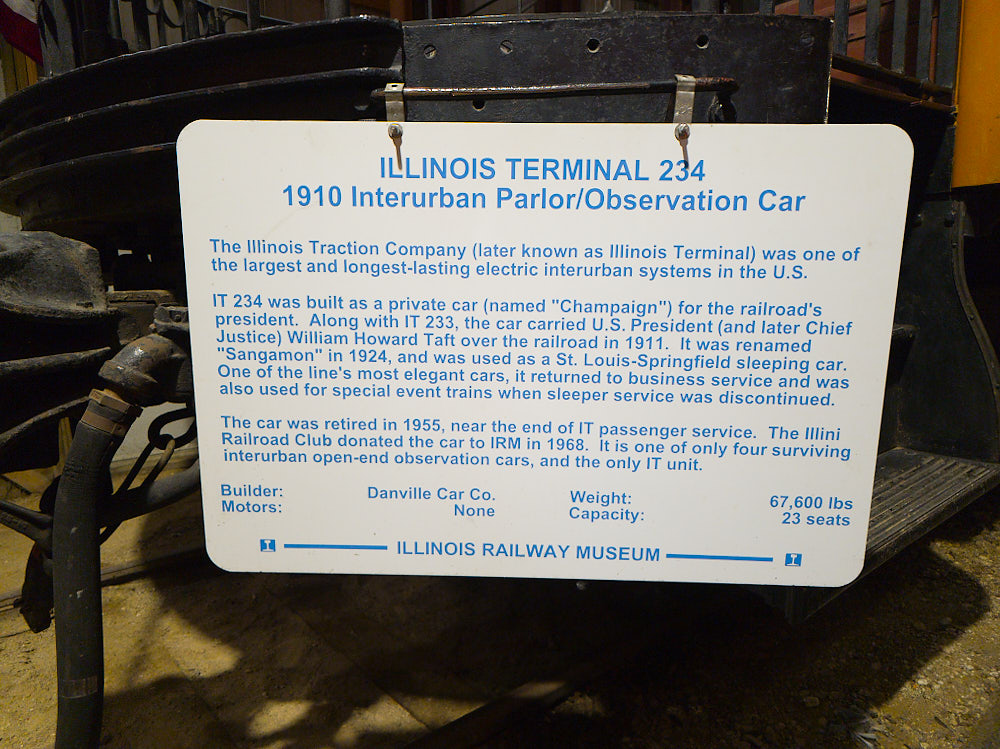 ILLINOIS TERMINAL 234
1910 Interurban Parlor/Observation Car
The Illinois Traction Company (later known as Illinois Terminal) was one of
the largest and longest-lasting electric interurban systems in the U.S.
IT 234 was built as a private car (named "Champaign") for the railroad's
president. Along with IT 233, the car carried U.S. President (and later Chief
Justice) William Howard Taft over the railroad in 1911. It was renamed
"Sangamon" in 1924, and was used as a St. Louis-Springfield sleeping car.
One of the line's most elegant cars, it returned to business service and was
also used for special event trains when sleeper service was discontinued.
The car was retired in 1955, near the end of IT passenger service. The Illini
Railroad Club donated the car to IRM in 1968. It is one of only four surviving
interurban open-end observation cars, and the only IT unit.
Builder: Danville Car Co. Weight: 67,600 lbs
Motors: None Capacity: 23 seats
I ILLINOIS RAILWAY MUSEUM I